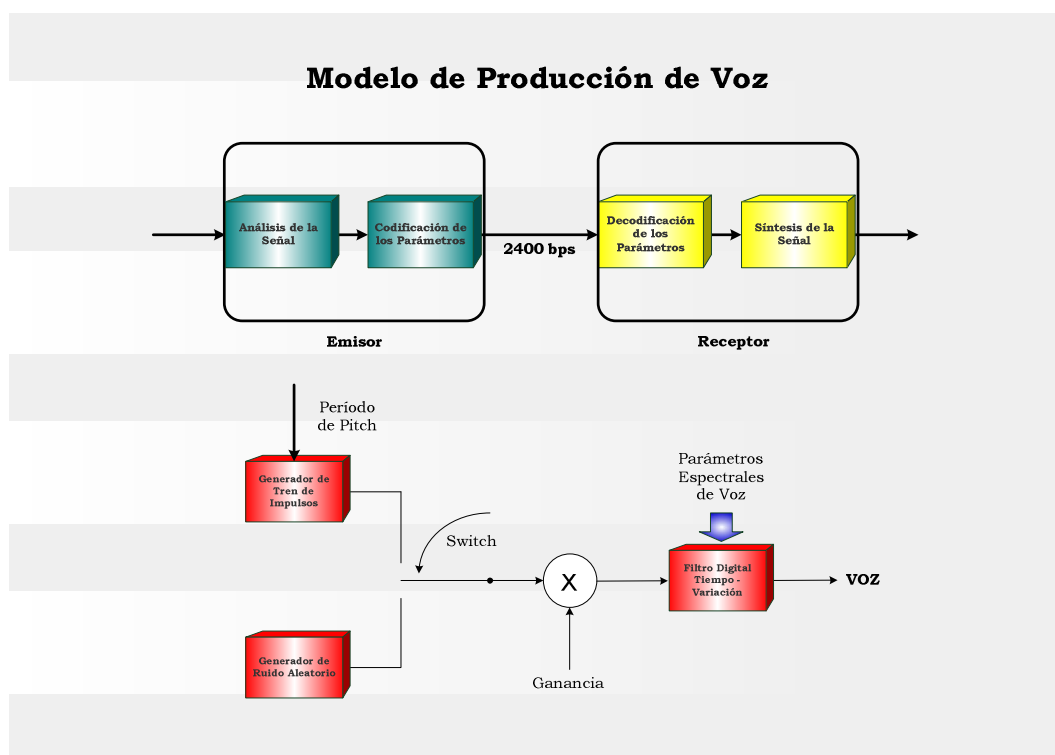 Modelo de Producción de Voz
Análisis de la
Señal
Codificación de
los Parámetros
2400 bps
Decodificación
de los
Parámetros
Síntesis de la
Señal
Emisor
Receptor
Período
de Pitch
Generador de
Tren de
Impulsos
Switch
Generador de
Ruido Aleatorio
X
Ganancia
Parámetros
Espectrales
de Voz
Filtro Digital
Tiempo -
Variación
VOZ